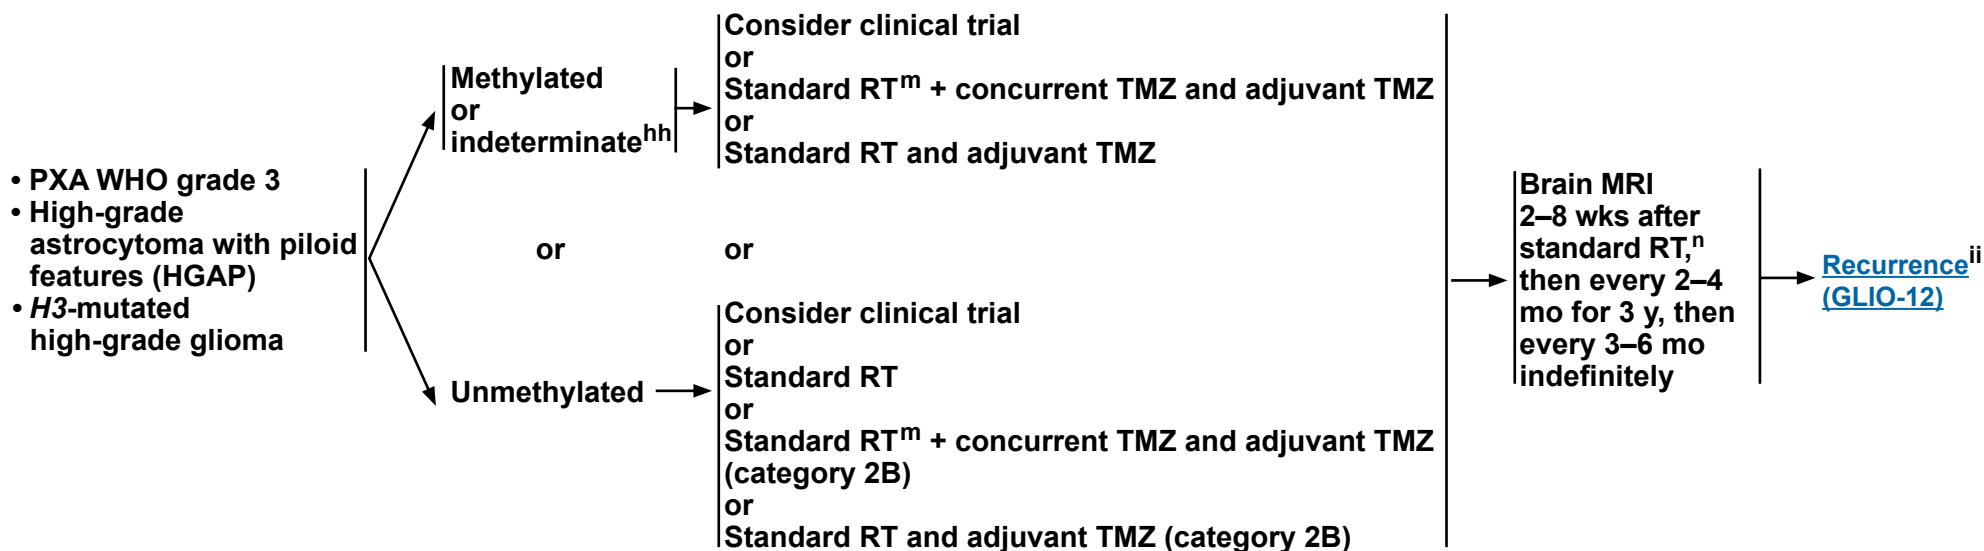 • PXA WHO grade 3
• High-grade
astrocytoma with piloid
features (HGAP)
• H3-mutated
high-grade glioma
Methylated
or
indeterminatehh
or
Unmethylated
Consider clinical trial
or
Standard RTm + concurrent TMZ and adjuvant TMZ
or
Standard RT and adjuvant TMZ
or
Consider clinical trial
or
Standard RT
or
Standard RTm + concurrent TMZ and adjuvant TMZ
(category 2B)
or
Standard RT and adjuvant TMZ (category 2B)
Brain MRI
2–8 wks after
standard RT,n
then every 2–4
mo for 3 y, then
every 3–6 mo
indefinitely
Recurrenceii
(GLIO-12)